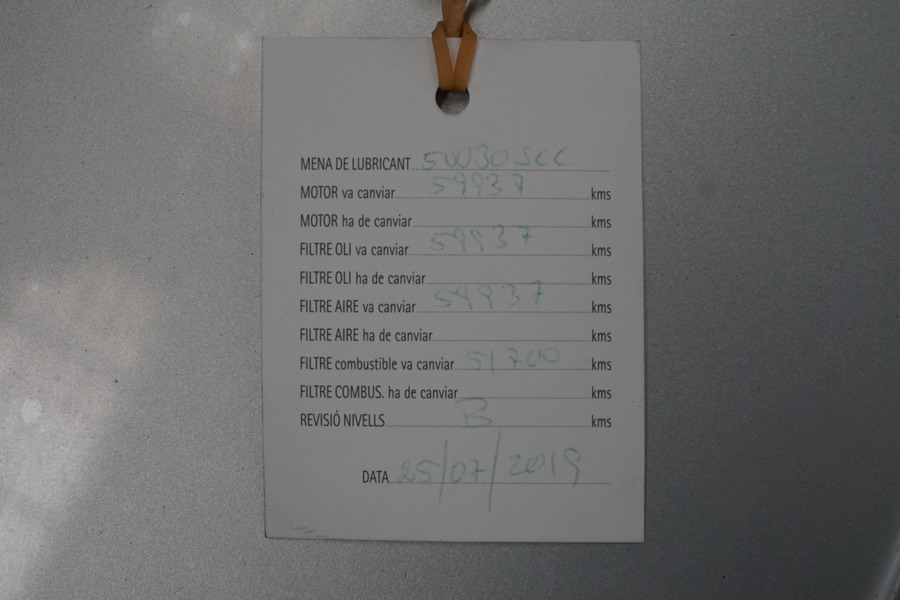 MENA DE LUBRICANT 5W30 SCC
MOTOR va canviar 59937 kms
MOTOR ha de canviar kms
FILTRE OLI va canviar 59937 kms
FILTRE OLI ha de canviar kms
FILTRE AIRE va canviar 59937 kms
FILTRE AIRE ha de canviar kms
FILTRE combustible va canviar 51700 kms
FILTRE COMBUS. ha de canviar kms
REVISIÓ NIVELLS B kms
DATA 25/07/2019